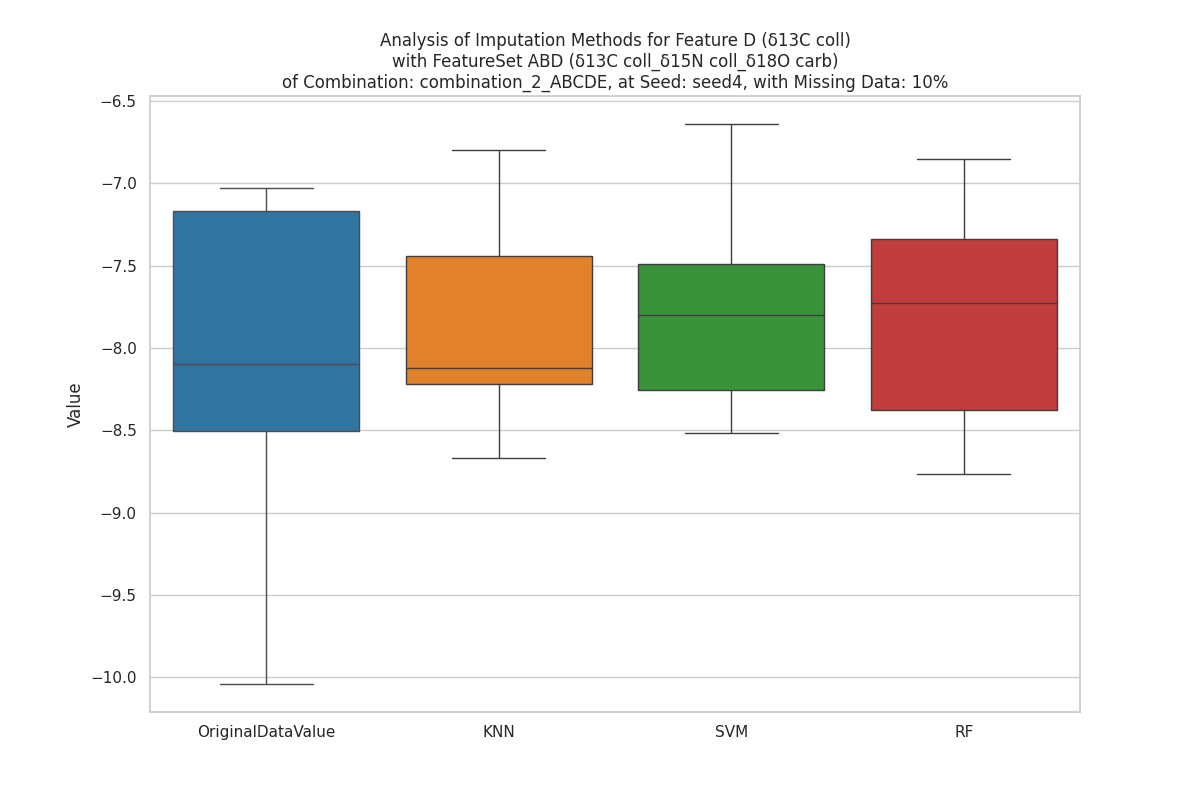 Analysis of Imputation Methods for Feature D (δ13C coll)
with FeatureSet ABD (δ13C coll_δ15N coll_δ18O carb)
of Combination: combination_2_ABCDE, at Seed: seed4, with Missing Data: 10%
−6.5
−7.0
−7.5
−8.0
−8.5
−9.0
−9.5
−10.0
Value
OriginalDataValue
KNN
SVM
RF